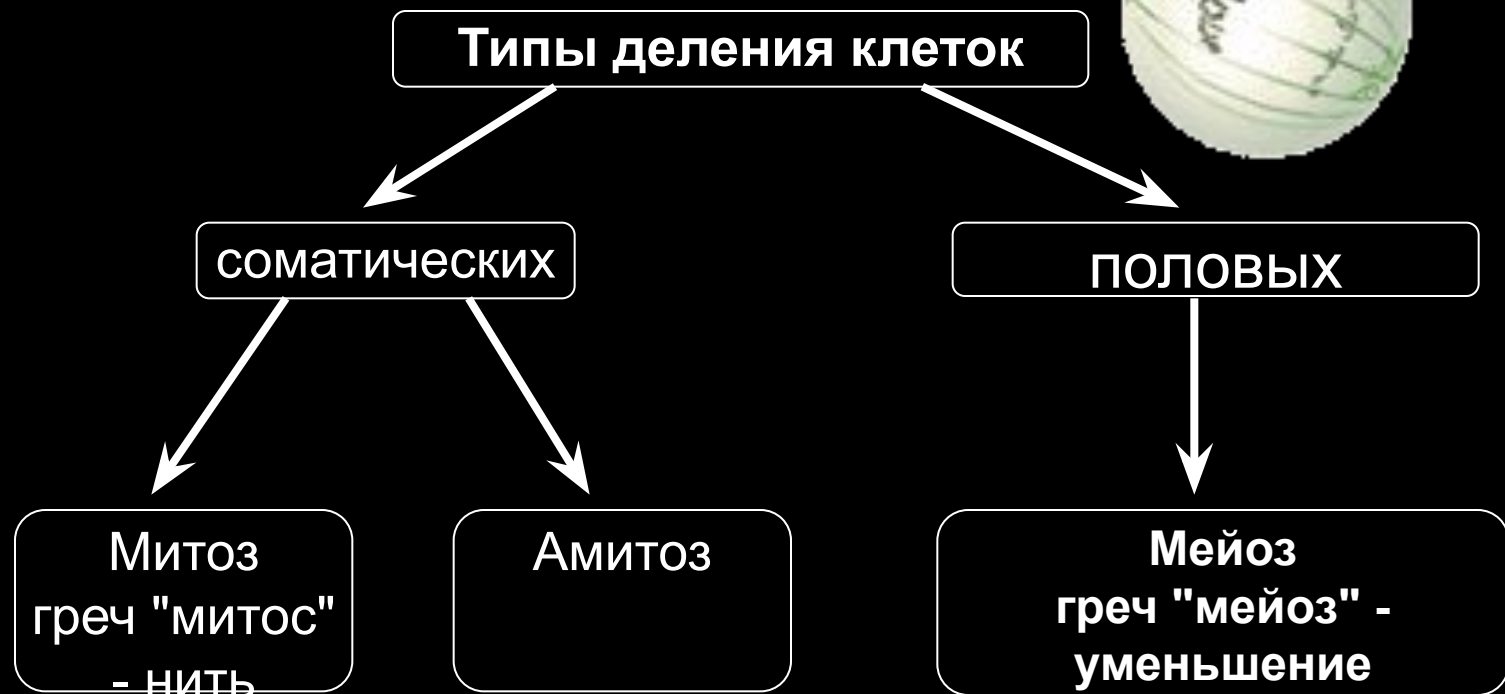 Типы деления клеток
соматических
половых
Митоз
греч "митос"
- нить
Амитоз
Мейоз
греч "мейоз" -
уменьшение